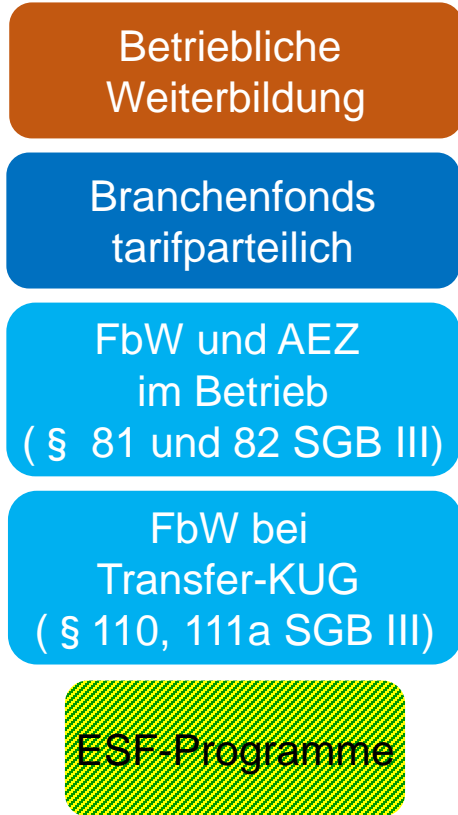 Betriebliche
Weiterbildung
Branchenfonds
tarifparteilich
FbW und AEZ
im Betrieb
( § 81 und 82 SGB III)
FbW bei
Transfer-KUG
( § 110, 111a SGB III)
ESF-Programme